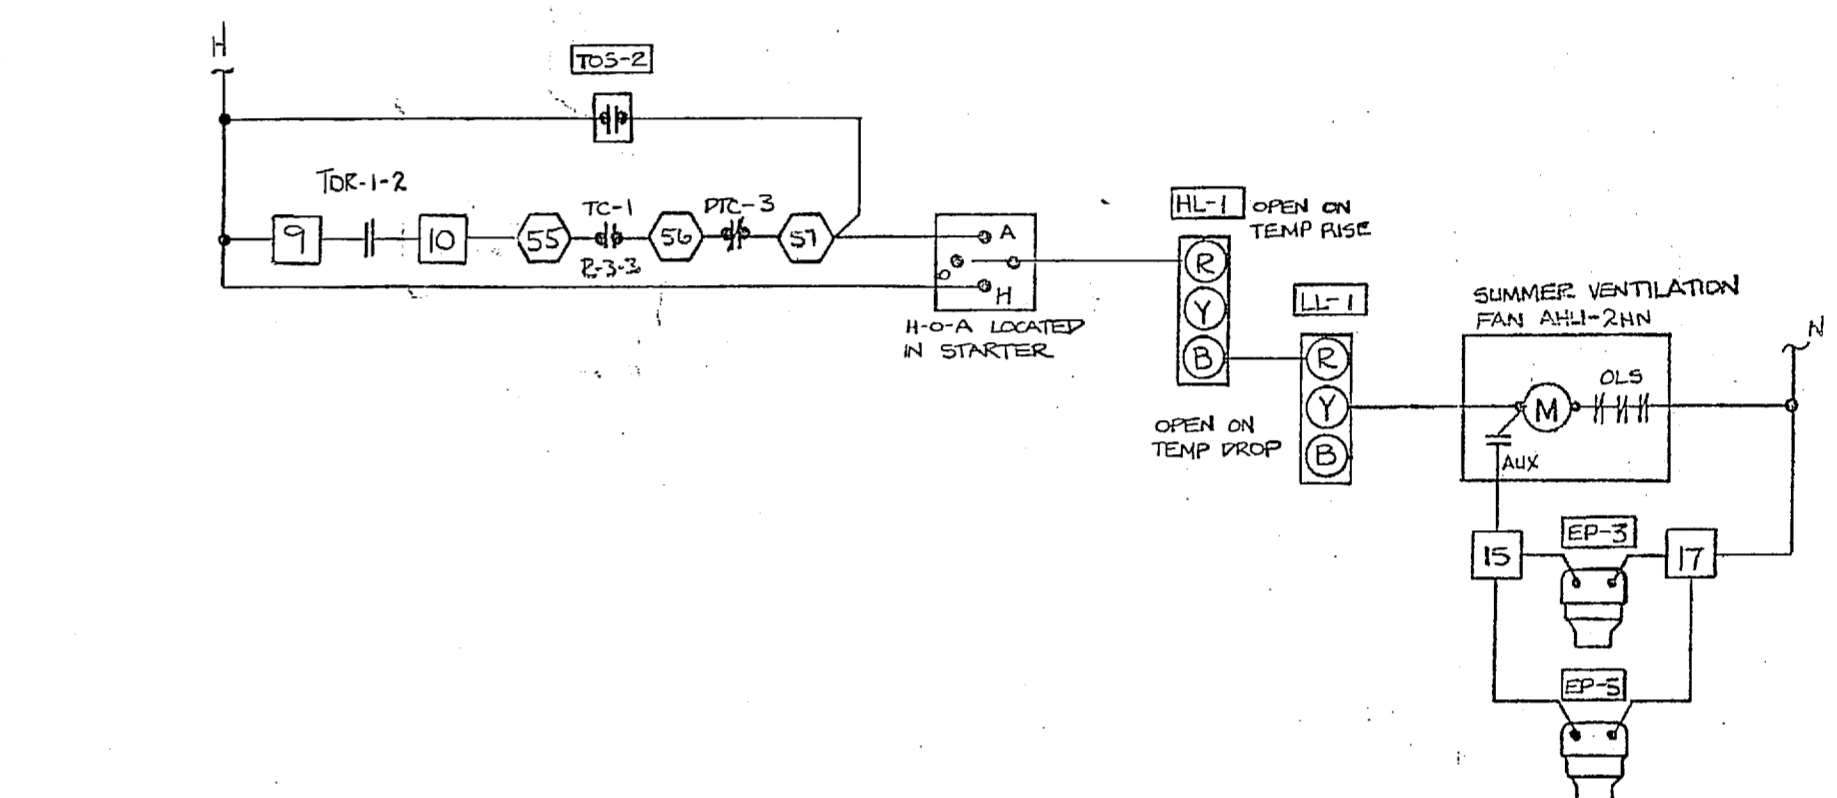 H
TOS-2
TDR-1-2
9
10
55
TC-1
R-3-3
56
PTC-3
57
A
O
H
H-O-A LOCATED
IN STARTER
HL-1
OPEN ON
TEMP RISE
R
Y
B
LL-1
OPEN ON
TEMP DROP
R
Y
B
SUMMER VENTILATION
FAN AHU-2HN
M
OLS
AUX
N
15
EP-3
17
EP-5